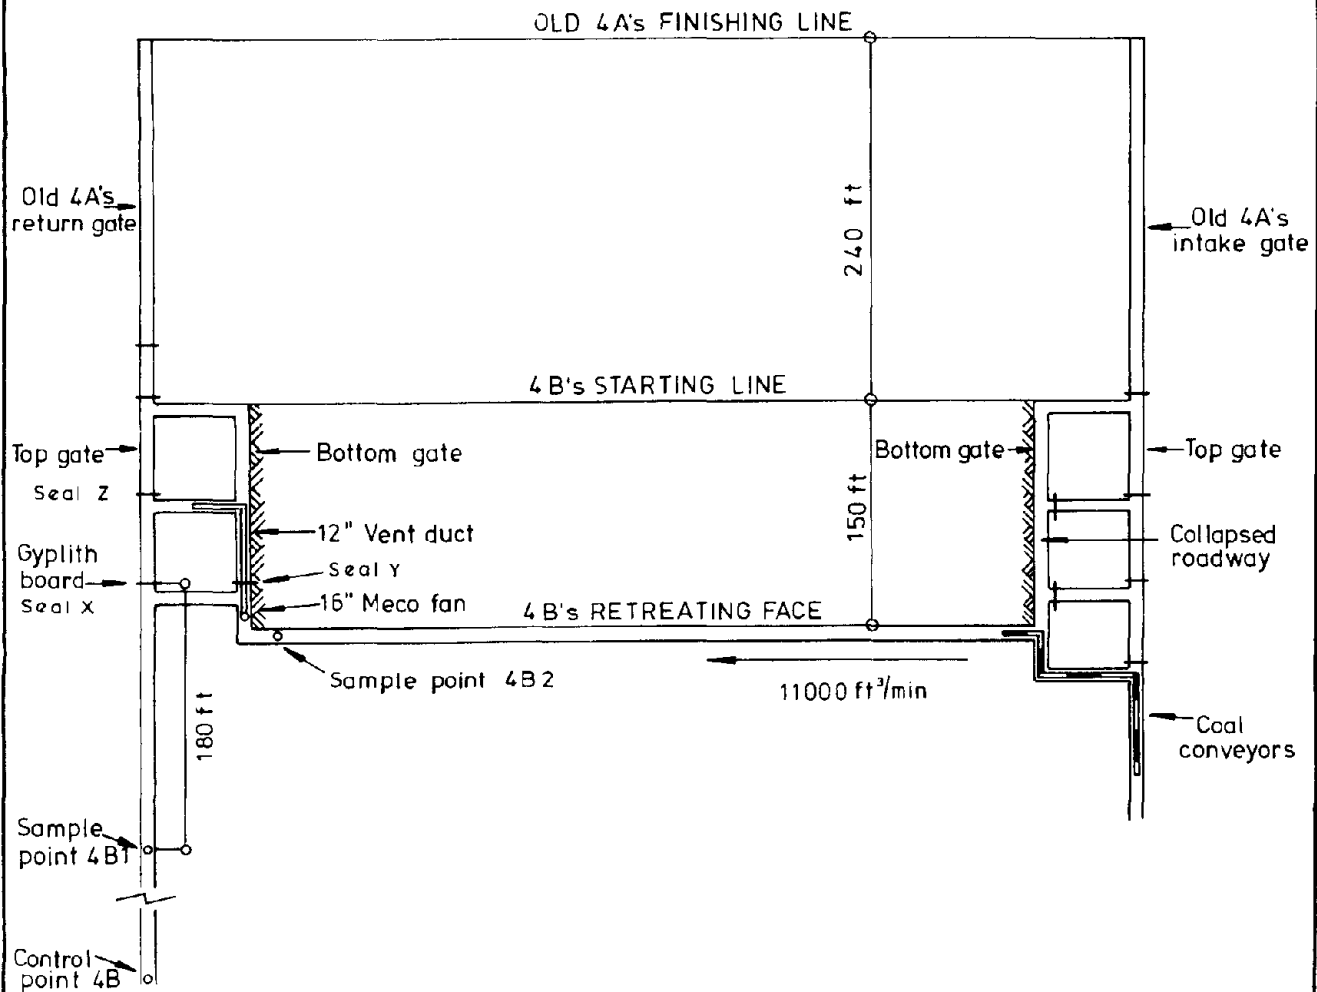 OLD 4A's FINISHING LINE
Old 4A's
return gate
240 ft
Old 4A's
intake gate
4B's STARTING LINE
Top gate
Bottom gate
Bottom gate
Top gate
Seal Z
150 ft
12" Vent duct
Collapsed
roadway
Gyplith
board
Seal Y
Seal X
16" Meco fan
4B's RETREATING FACE
Sample point 4B2
11000 ft³/min
180 ft
Coal
conveyors
Sample
point 4B1
Control
point 4B